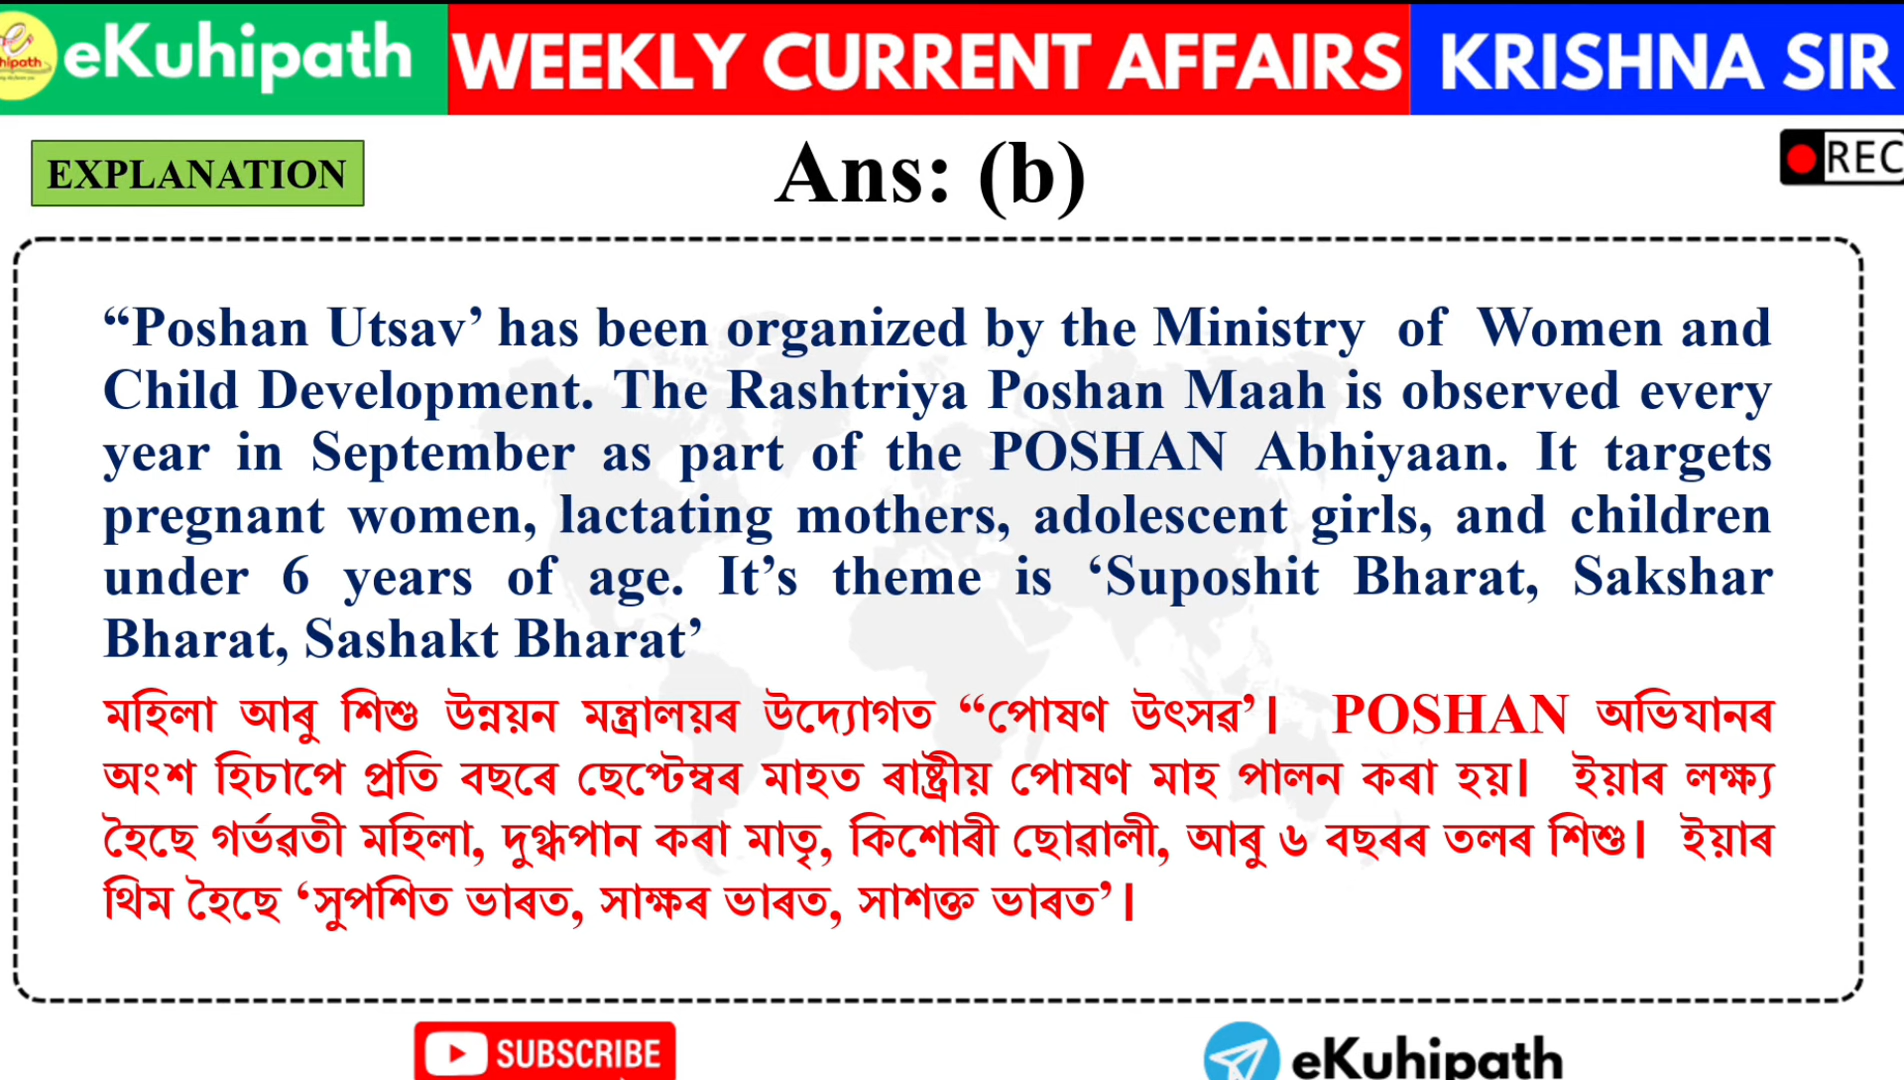 hipath
eKuhipath
WEEKLY CURRENT AFFAIRS
KRISHNA SIR
EXPLANATION
Ans: (b)
REC
“Poshan Utsav’ has been organized by the Ministry of Women and
Child Development. The Rashtriya Poshan Maah is observed every
year in September as part of the POSHAN Abhiyaan. It targets
pregnant women, lactating mothers, adolescent girls, and children
under 6 years of age. It’s theme is ‘Suposhit Bharat, Sakshar
Bharat, Sashakt Bharat’
মহিলা আৰু শিশু উন্নয়ন মন্ত্ৰালয়ৰ উদ্যোগত “পোষণ উৎসৱ’। POSHAN অভিযানৰ
অংশ হিচাপে প্ৰতি বছৰে ছেপ্টেম্বৰ মাহত ৰাষ্ট্ৰীয় পোষণ মাহ পালন কৰা হয়। ইয়াৰ লক্ষ্য
হৈছে গৰ্ভৱতী মহিলা, দুগ্ধপান কৰা মাতৃ, কিশোৰী ছোৱালী, আৰু ৬ বছৰৰ তলৰ শিশু। ইয়াৰ
থিম হৈছে ‘সুপশিত ভাৰত, সাক্ষৰ ভাৰত, সাশক্ত ভাৰত’।
SUBSCRIBE
eKuhipath